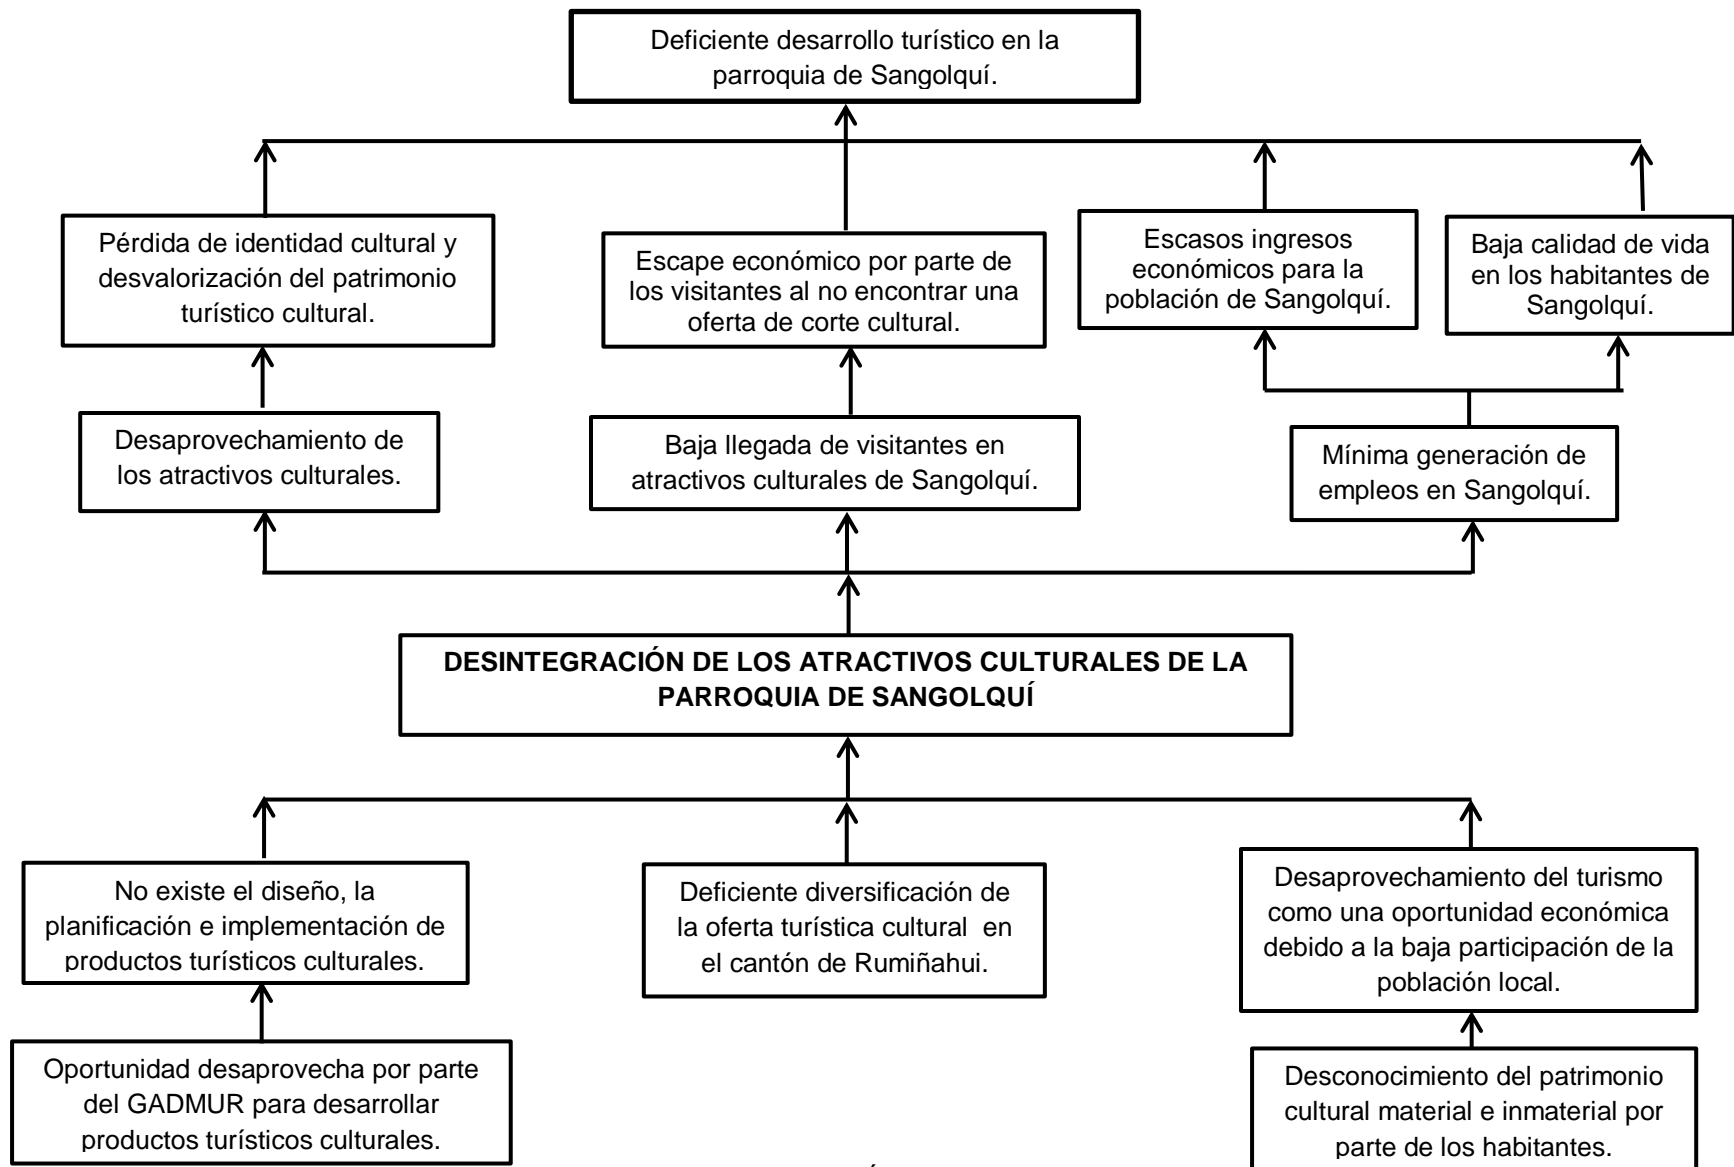 Deficiente desarrollo turístico en la
parroquia de Sangolquí.
Pérdida de identidad cultural y
desvalorización del patrimonio
turístico cultural.
Escape económico por parte de
los visitantes al no encontrar una
oferta de corte cultural.
Escasos ingresos
económicos para la
población de Sangolquí.
Baja calidad de vida
en los habitantes de
Sangolquí.
Desaprovechamiento de
los atractivos culturales.
Baja llegada de visitantes en
atractivos culturales de Sangolquí.
Mínima generación de
empleos en Sangolquí.
DESINTEGRACIÓN DE LOS ATRACTIVOS CULTURALES DE LA
PARROQUIA DE SANGOLQUÍ
No existe el diseño, la
planificación e implementación de
productos turísticos culturales.
Deficiente diversificación de
la oferta turística cultural en
el cantón de Rumiñahui.
Desaprovechamiento del turismo
como una oportunidad económica
debido a la baja participación de la
población local.
Oportunidad desaprovecha por parte
del GADMUR para desarrollar
productos turísticos culturales.
Desconocimiento del patrimonio
cultural material e inmaterial por
parte de los habitantes.